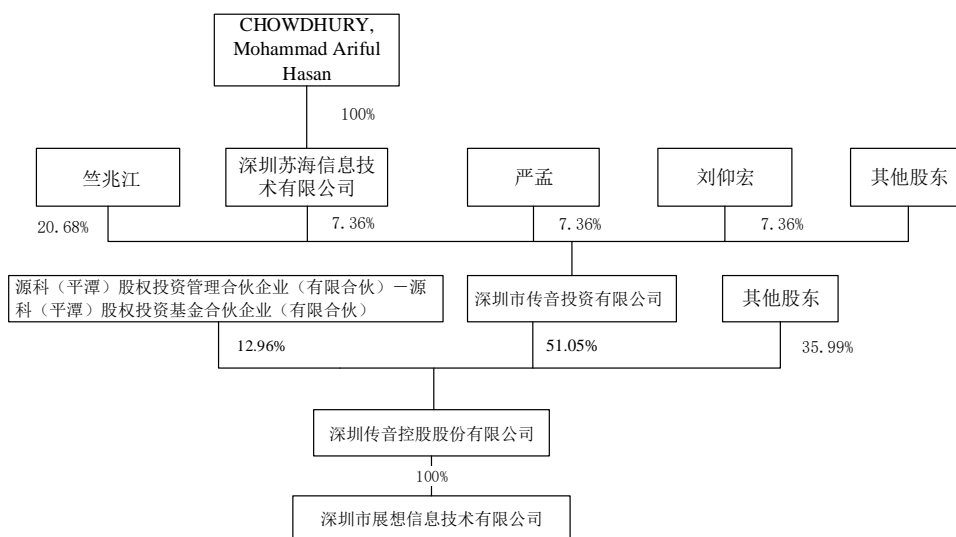 CHOWDHURY,
Mohammad Ariful
Hasan
100%
竺兆江
深圳苏海信息技
术有限公司
严孟
刘仰宏
其他股东
20.68%
7.36%
7.36%
7.36%
源科（平潭）股权投资管理合伙企业（有限合伙）－源
科（平潭）股权投资基金合伙企业（有限合伙）
深圳市传音投资有限公司
其他股东
12.96%
51.05%
35.99%
深圳传音控股股份有限公司
100%
深圳市展想信息技术有限公司